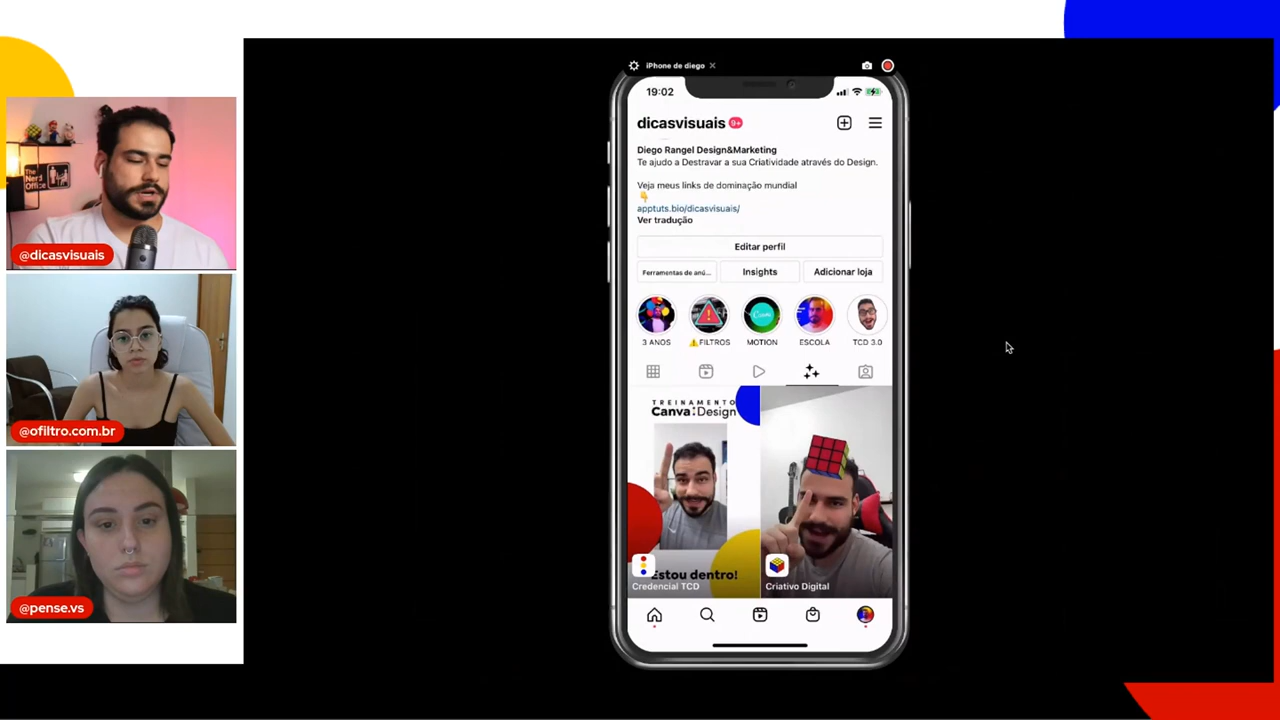 The
Nerd
Office
@dicasvisuais
@ofiltro.com.br
@pense.vs
iPhone de diego
19:02
dicasvisuais 9+
Diego Rangel Design&Marketing
Te ajudo a Destravar a sua Criatividade através do Design.
Veja meus links de dominação mundial
👇
apptuts.bio/dicasvisuais/
Ver tradução
Editar perfil
Ferramentas de anú... Insights Adicionar loja
3 ANOS ⚠️FILTROS MOTION ESCOLA TCD 3.0
TREINAMENTO
Canva:Design
Estou dentro!
Credencial TCD
Criativo Digital